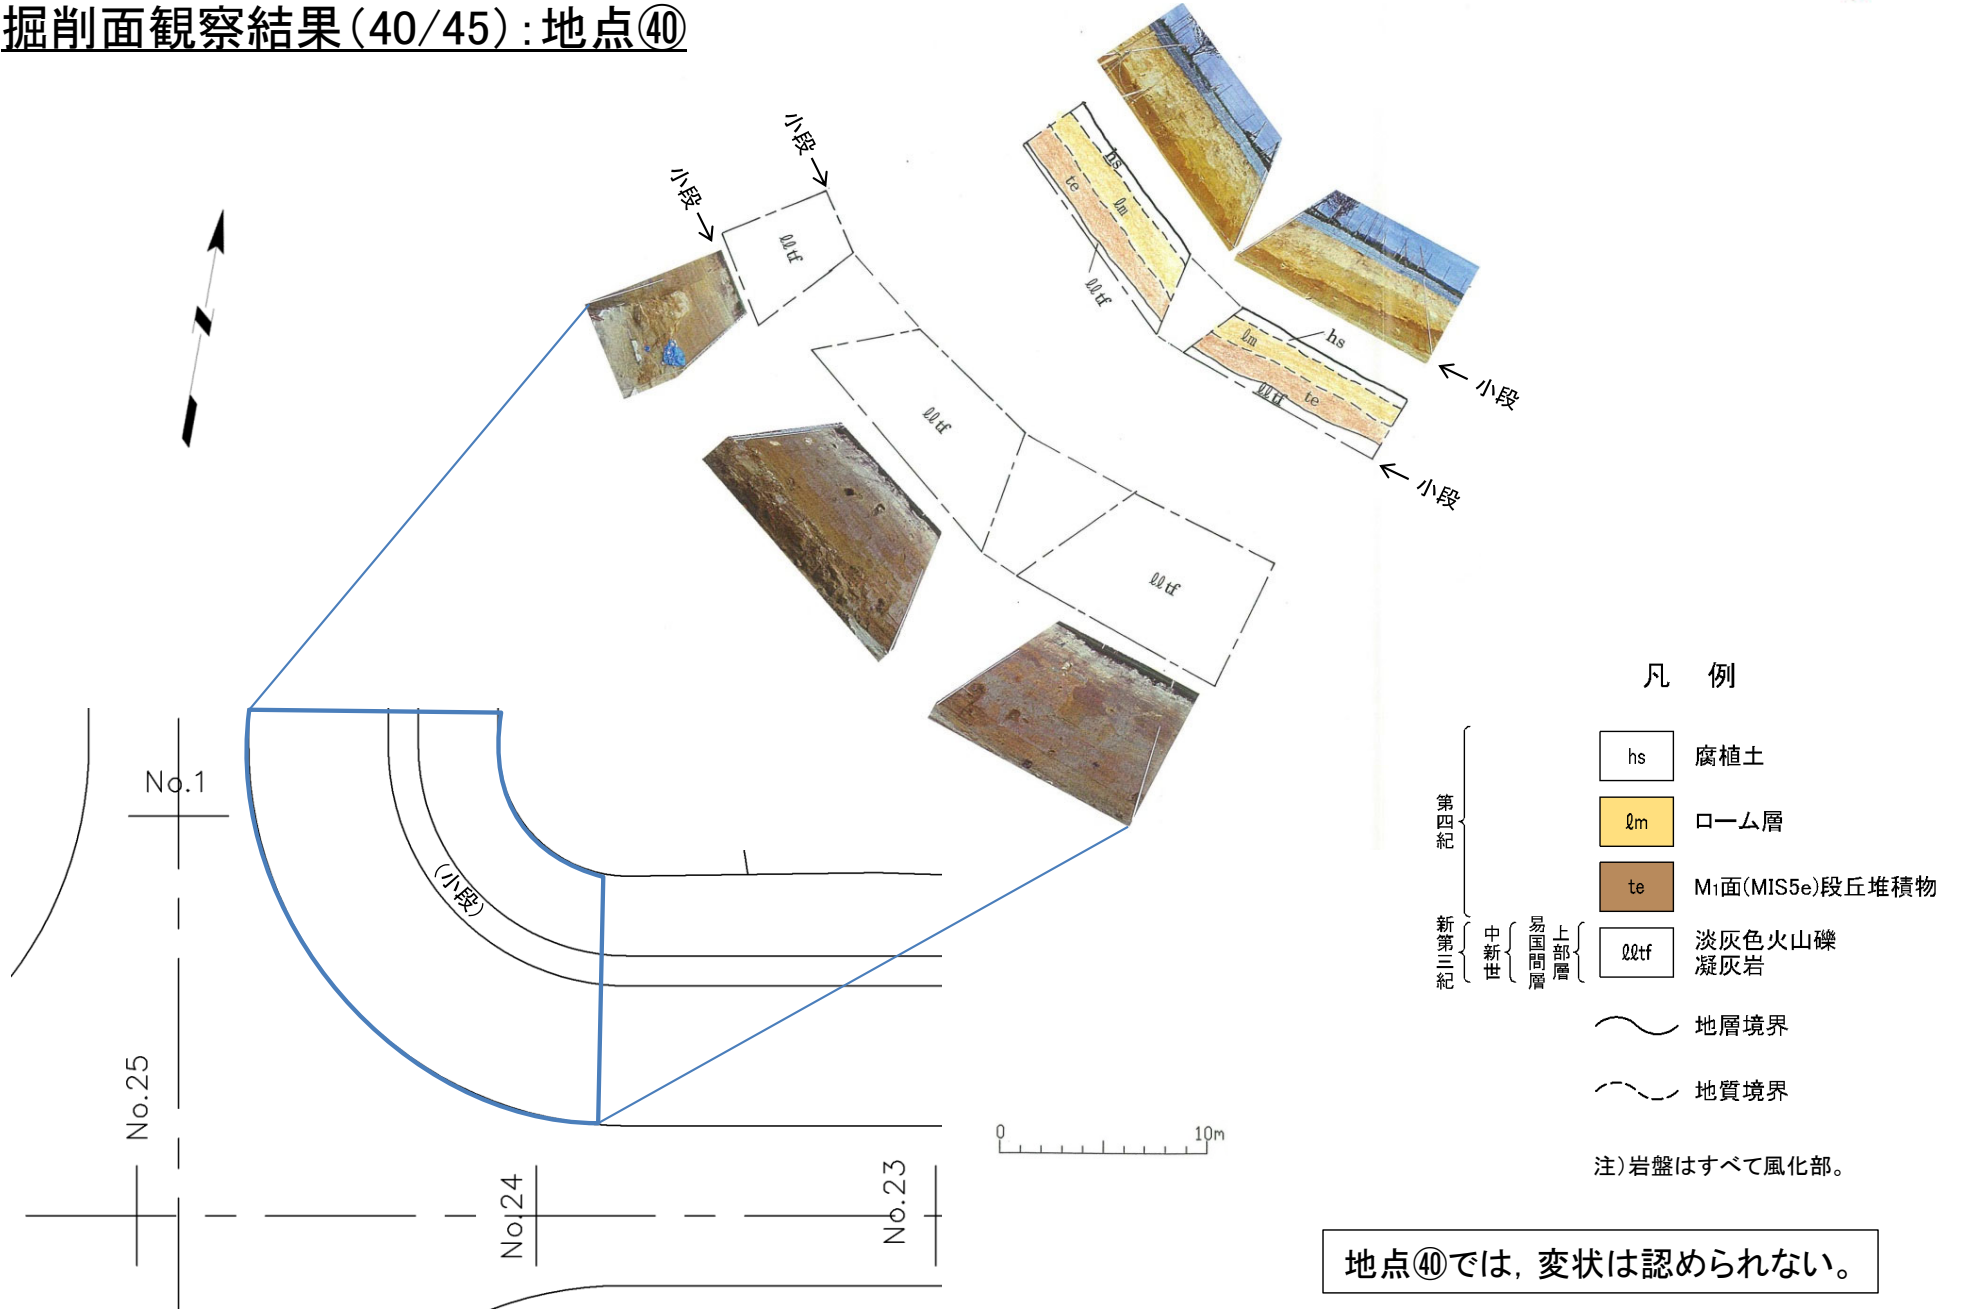 掘削面観察結果(40/45):地点㊵
小段
小段
ℓℓtf
hs
te
ℓm
ℓℓtf
hs
ℓm
te
ℓℓtf
小段
小段
ℓℓtf
ℓℓtf
No.1
(小段)
No.25
No.24
No.23
0 10m
凡 例
第四紀
hs 腐植土
ℓm ローム層
te M1面(MIS5e)段丘堆積物
新第三紀 中新世 易国間層 上部層
ℓℓtf 淡灰色火山礫
凝灰岩
地層境界
地質境界
注)岩盤はすべて風化部。
地点㊵では,変状は認められない。